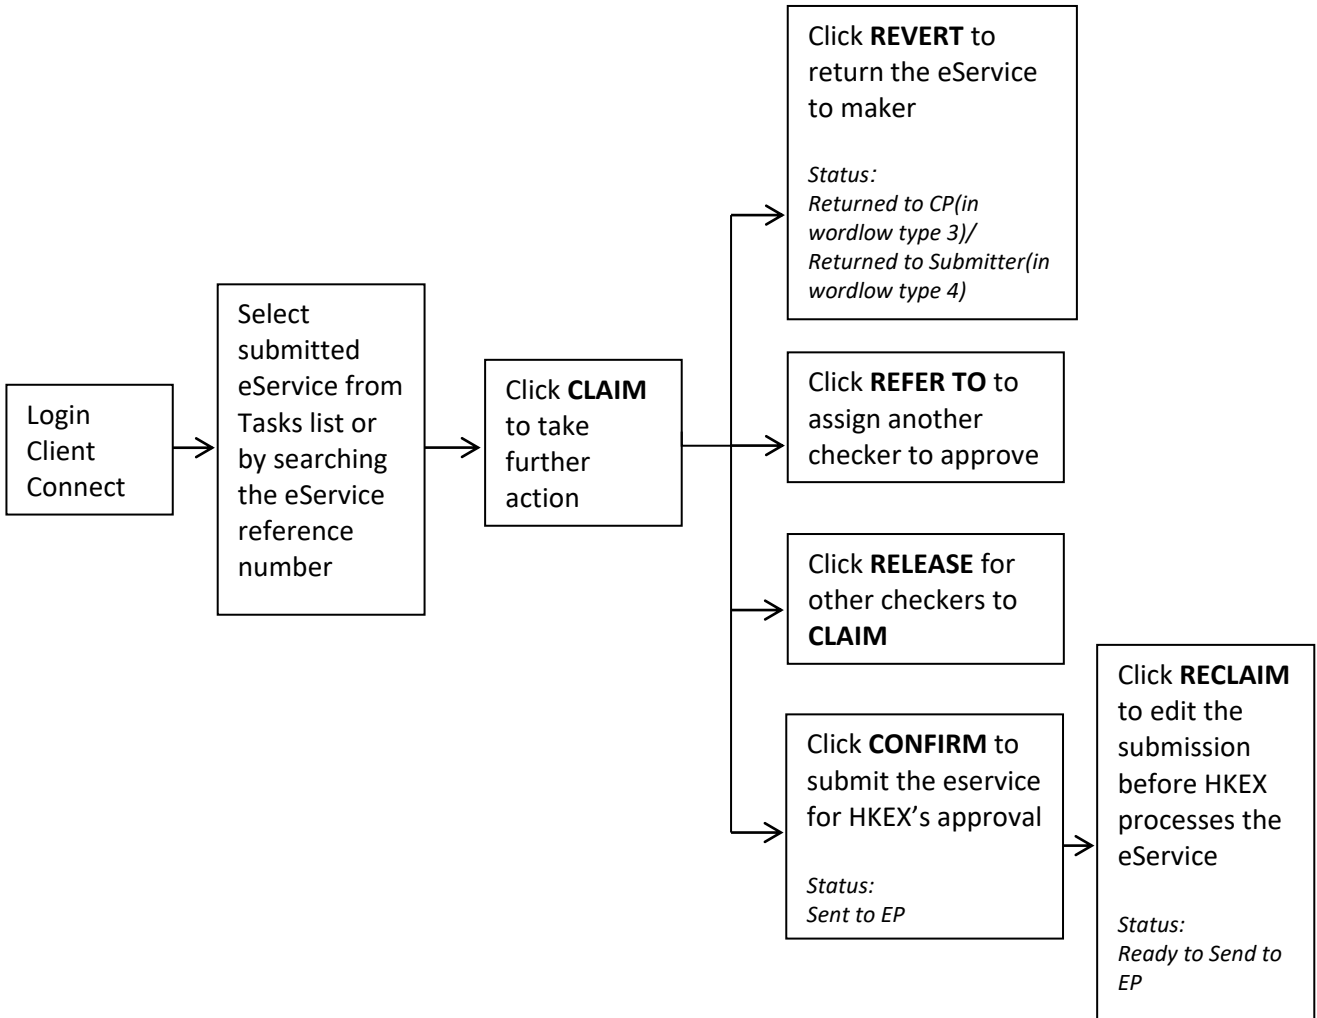 Login
Client
Connect
Select
submitted
eService from
Tasks list or
by searching
the eService
reference
number
Click CLAIM
to take
further
action
Click REVERT to
return the eService
to maker
Status:
Returned to CP(in
wordlow type 3)/
Returned to Submitter(in
wordlow type 4)
Click REFER TO to
assign another
checker to approve
Click RELEASE for
other checkers to
CLAIM
Click CONFIRM to
submit the eservice
for HKEX’s approval
Status:
Sent to EP
Click RECLAIM
to edit the
submission
before HKEX
processes the
eService
Status:
Ready to Send to
EP